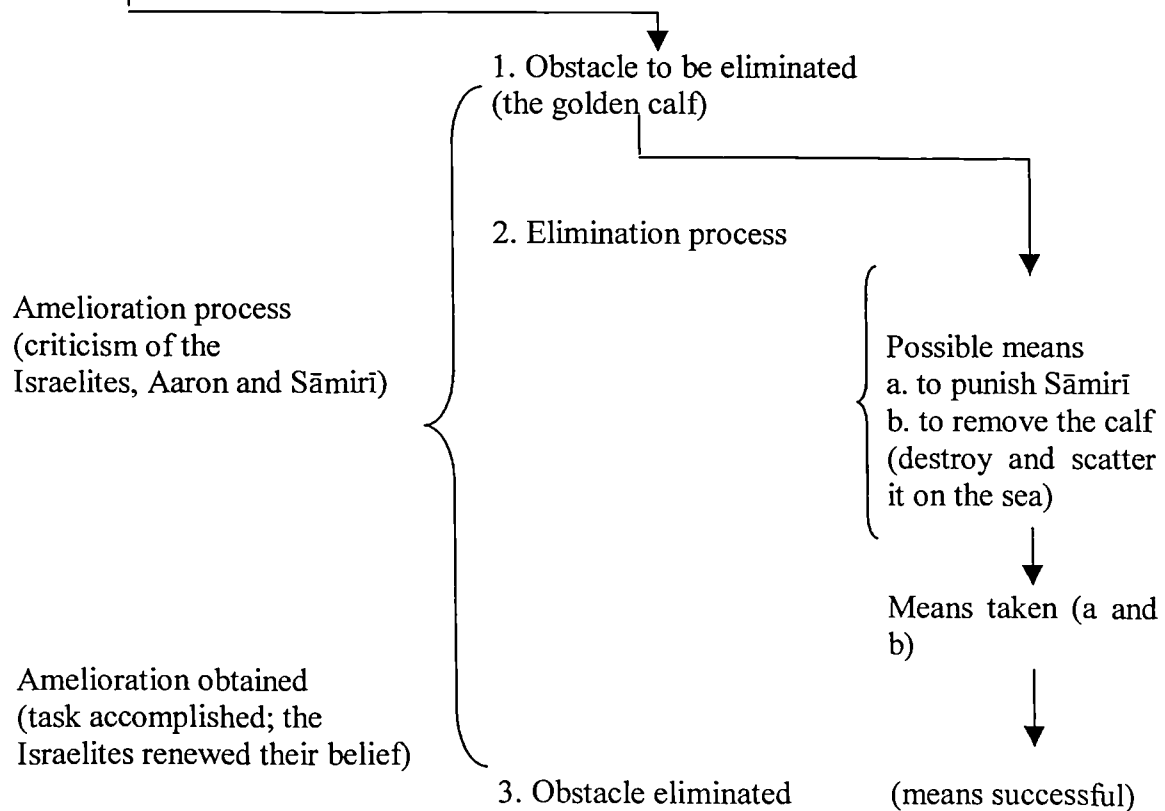 1. Obstacle to be eliminated
(the golden calf)
2. Elimination process
Amelioration process
(criticism of the
Israelites, Aaron and Sāmirī)
Possible means
a. to punish Sāmirī
b. to remove the calf
(destroy and scatter
it on the sea)
Means taken (a and
b)
Amelioration obtained
(task accomplished; the
Israelites renewed their belief)
3. Obstacle eliminated
(means successful)